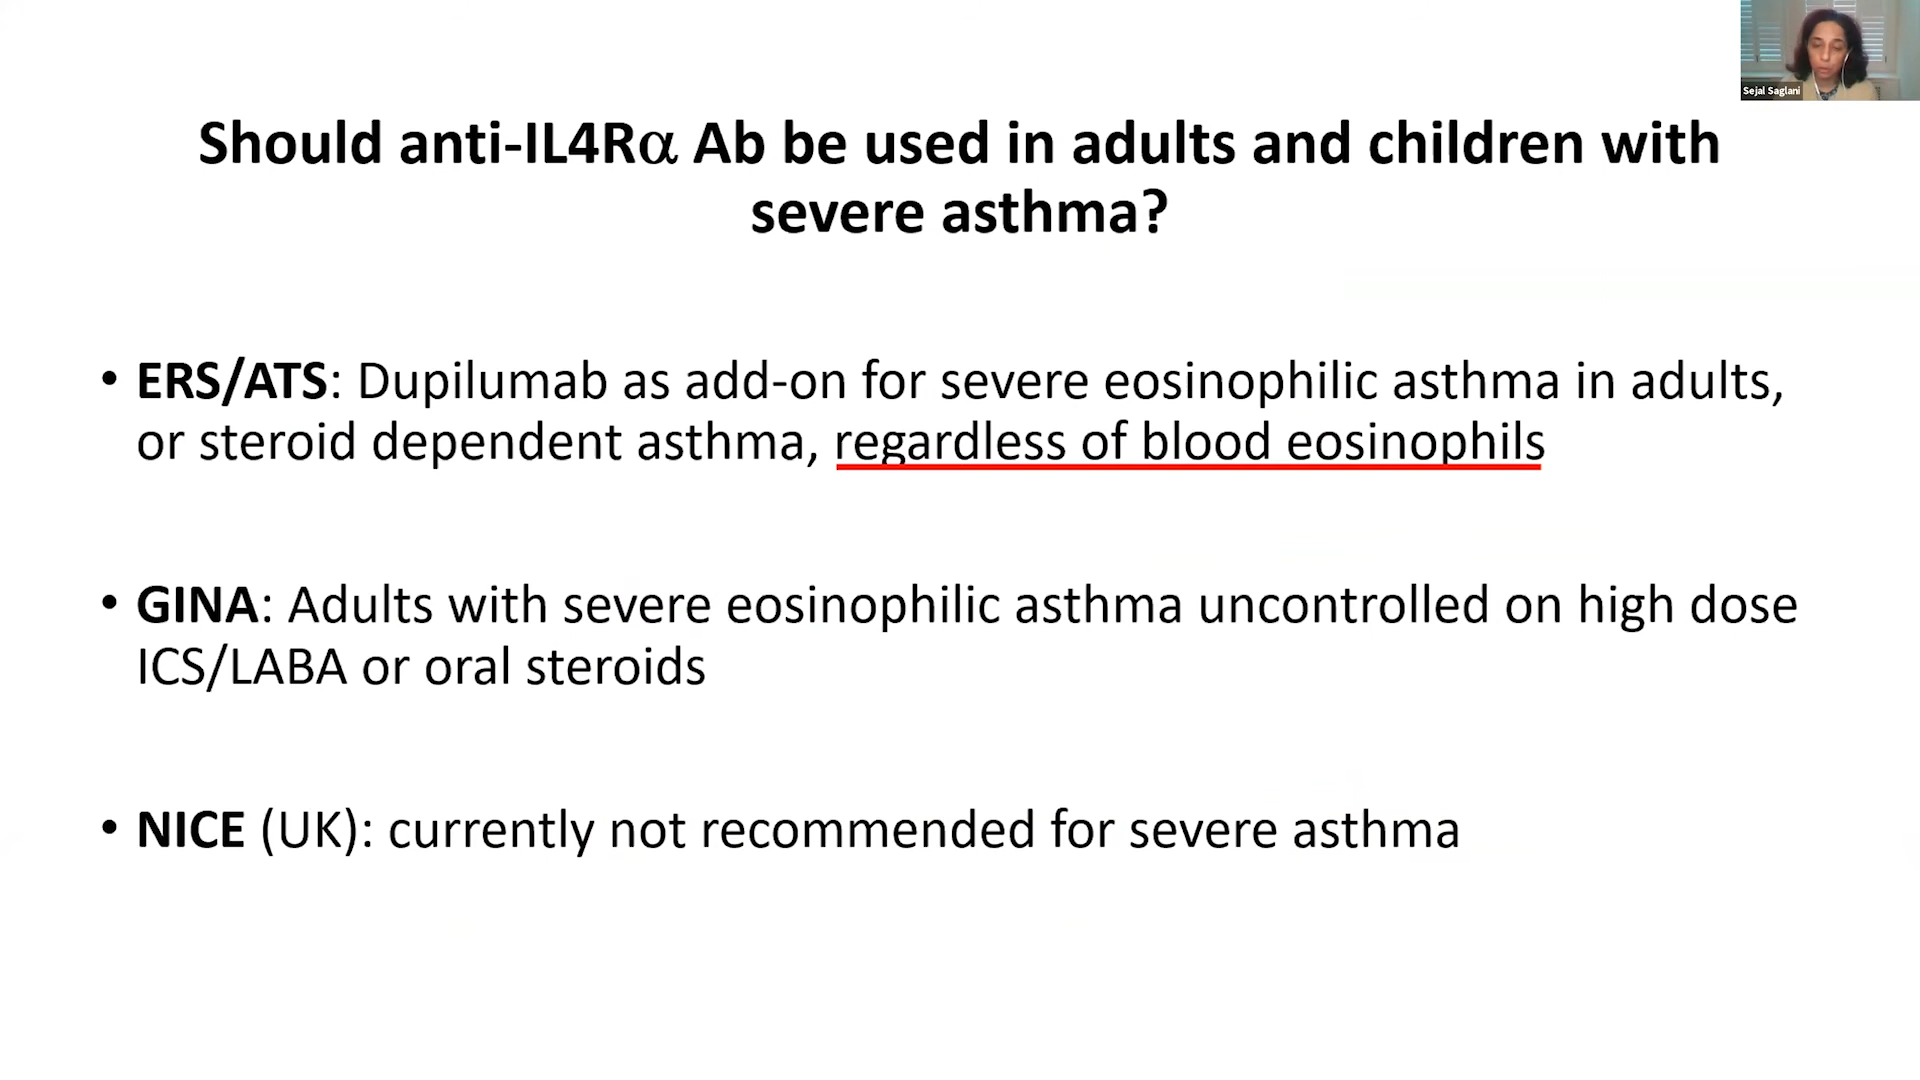 Sejal Saglani
Should anti-IL4Rα Ab be used in adults and children with
severe asthma?
• ERS/ATS: Dupilumab as add-on for severe eosinophilic asthma in adults,
or steroid dependent asthma, regardless of blood eosinophils
• GINA: Adults with severe eosinophilic asthma uncontrolled on high dose
ICS/LABA or oral steroids
• NICE (UK): currently not recommended for severe asthma